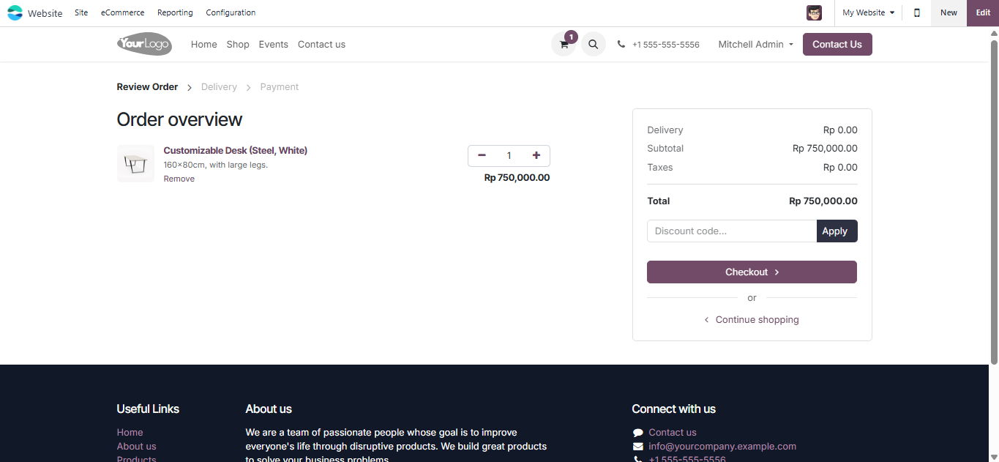 Website Site eCommerce Reporting Configuration My Website New Edit
YourLogo Home Shop Events Contact us 1 +1 555-555-5556 Mitchell Admin Contact Us
Review Order Delivery Payment
Order overview
Customizable Desk (Steel, White)
160×80cm, with large legs.
Remove
1
Rp 750,000.00
Delivery Rp 0.00
Subtotal Rp 750,000.00
Taxes Rp 0.00
Total Rp 750,000.00
Discount code... Apply
Checkout
or
Continue shopping
Useful Links
Home
About us
Products
About us
We are a team of passionate people whose goal is to improve
everyone's life through disruptive products. We build great products
to solve your business problems.
Connect with us
Contact us
info@yourcompany.example.com
+1 555-555-5556